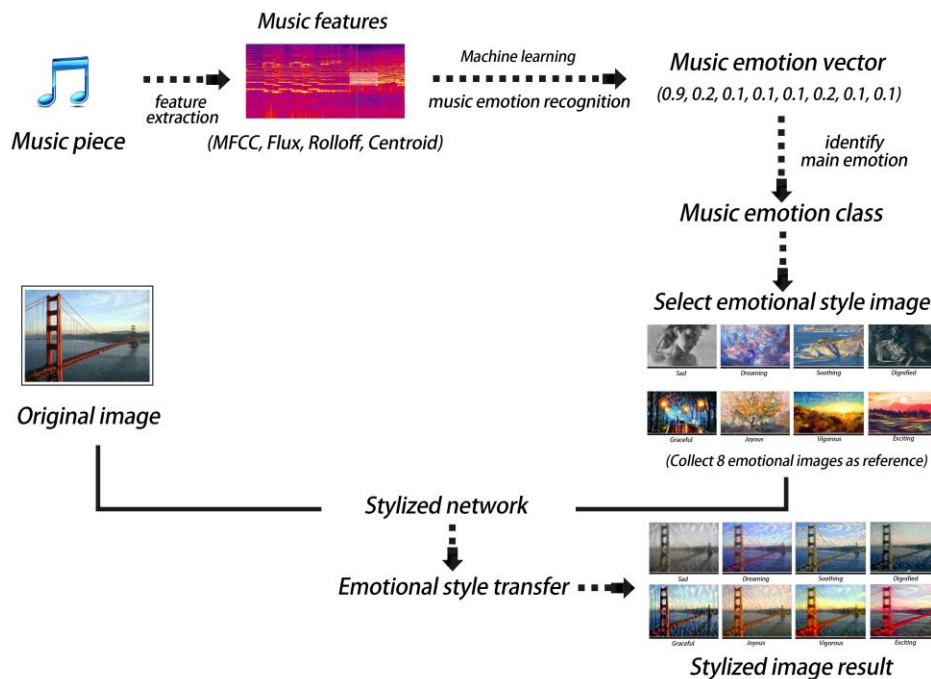 Music features
Music piece
feature
extraction
(MFCC, Flux, Rolloff, Centroid)
Machine learning
music emotion recognition
Music emotion vector
(0.9, 0.2, 0.1, 0.1, 0.1, 0.2, 0.1, 0.1)
identify
main emotion
Music emotion class
Select emotional style image
Sad
Dreaming
Soothing
Dignified
Graceful
Joyous
Vigorous
Exciting
(Collect 8 emotional images as reference)
Original image
Stylized network
Emotional style transfer
Sad
Dreaming
Soothing
Dignified
Graceful
Joyous
Vigorous
Exciting
Stylized image result